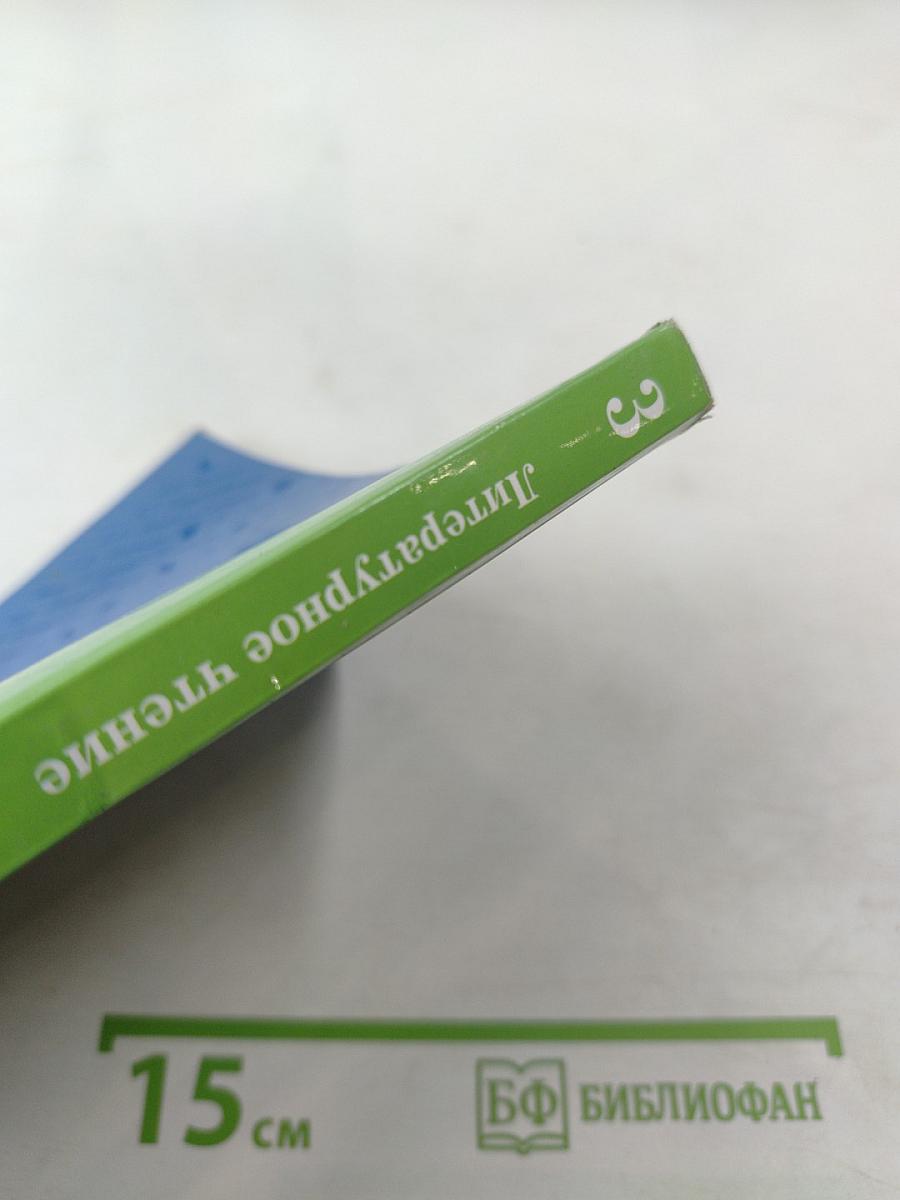 3
Литературное чтение
15 см
БФ БИБЛИОФАН